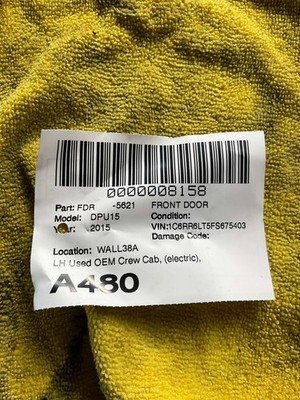 0000008158
Part: FDR -5621 FRONT DOOR
Model: DPU15 Condition:
Year: 2015 VIN:1C6RR6LT5FS675403
Damage Code:
Location: WALL38A
LH Used OEM Crew Cab, (electric),
A480